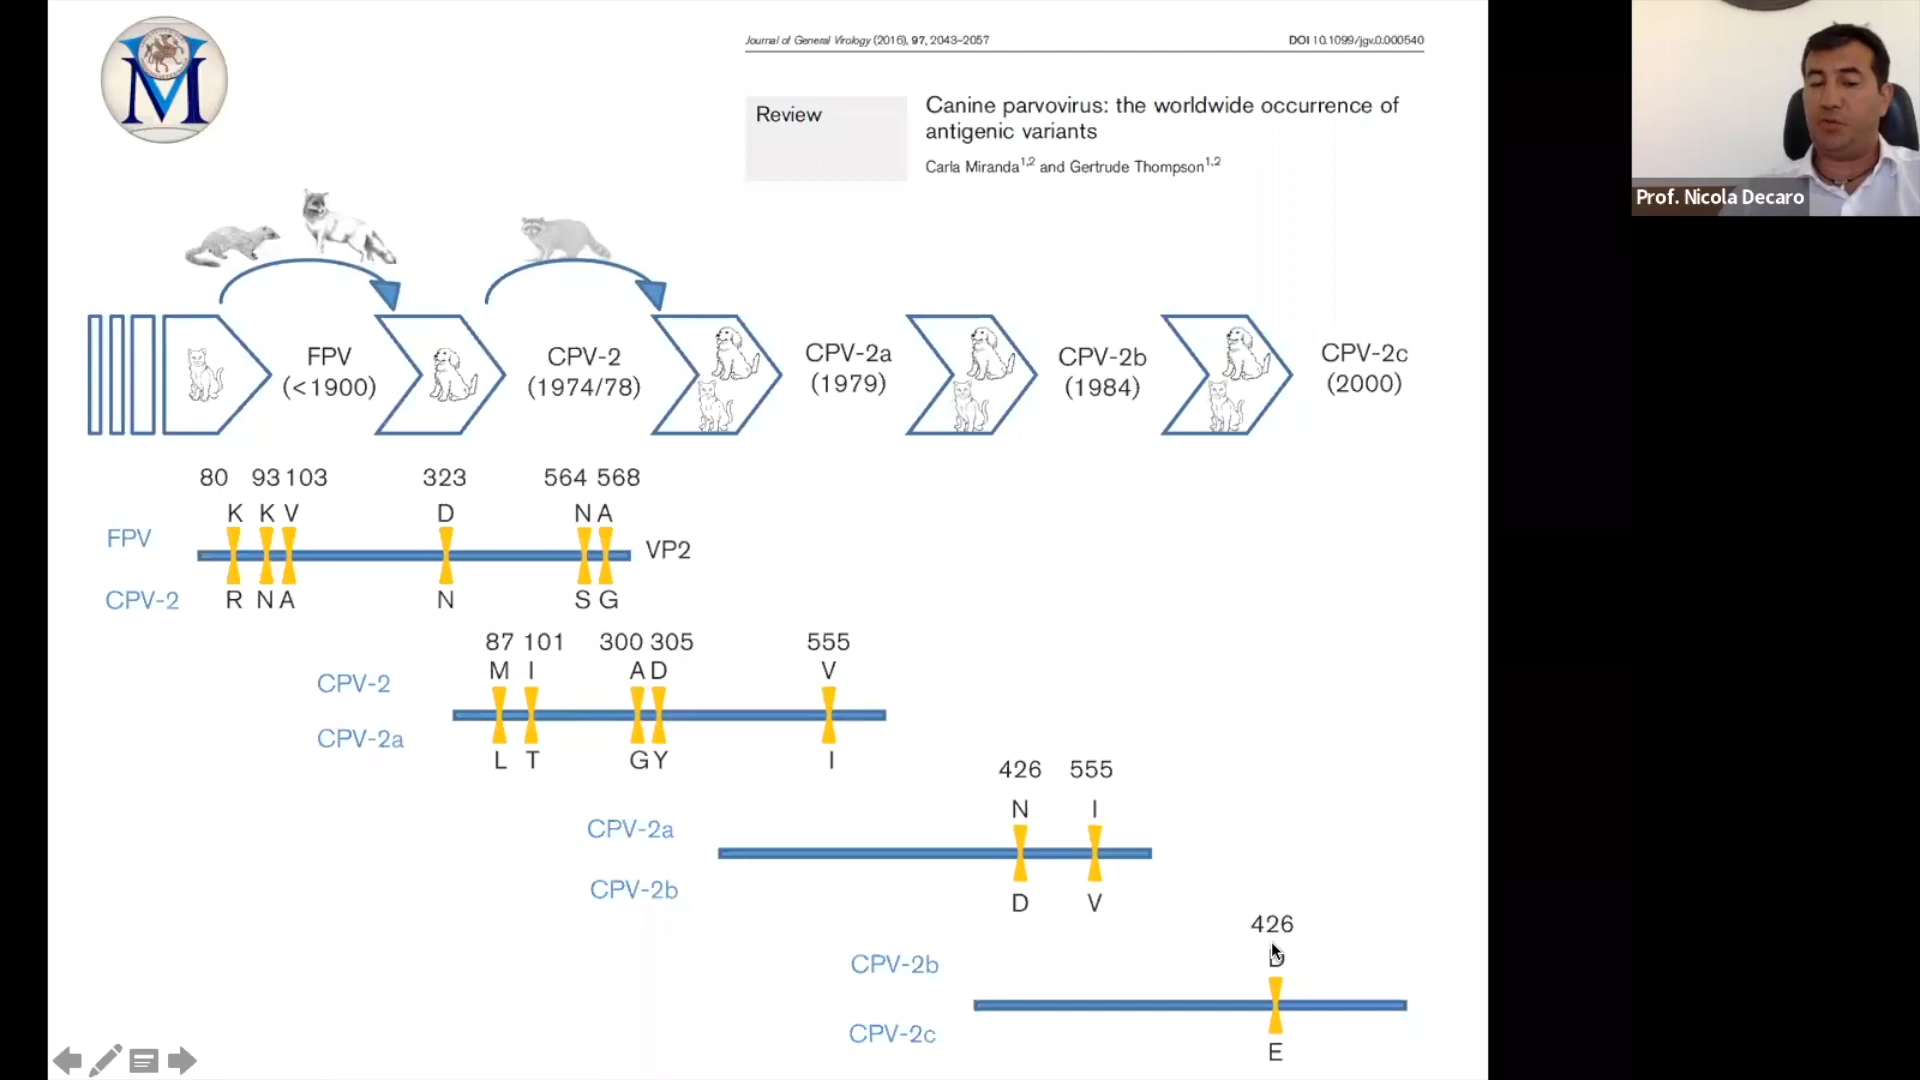 Journal of General Virology (2016), 97, 2043–2057 DOI 10.1099/jgv.0.000540
Review
Canine parvovirus: the worldwide occurrence of
antigenic variants
Carla Miranda1,2 and Gertrude Thompson1,2
Prof. Nicola Decaro
FPV
(<1900)
CPV-2
(1974/78)
CPV-2a
(1979)
CPV-2b
(1984)
CPV-2c
(2000)
80 93 103 323 564 568
K K V D N A
FPV
VP2
CPV-2
R N A N S G
87 101 300 305 555
M I A D V
CPV-2
CPV-2a
L T G Y I
426 555
N I
CPV-2a
CPV-2b
D V
426
D
CPV-2b
CPV-2c
E